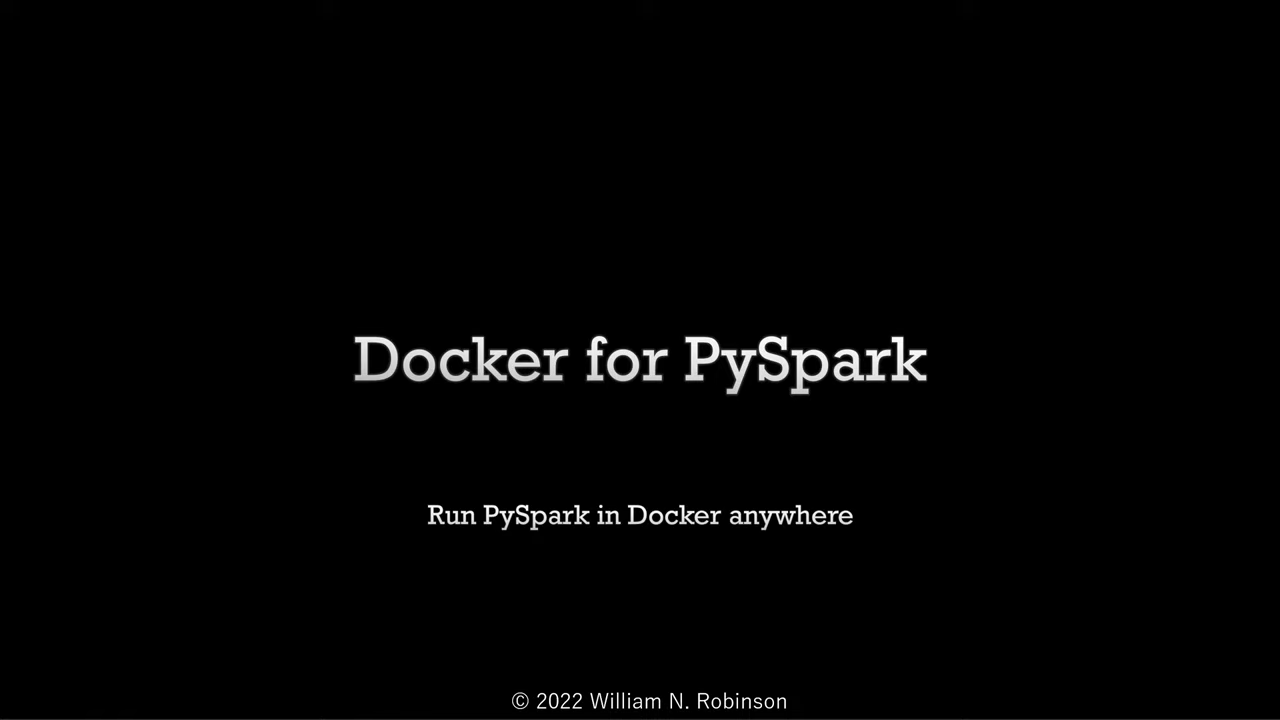 Docker for PySpark
Run PySpark in Docker anywhere
© 2022 William N. Robinson